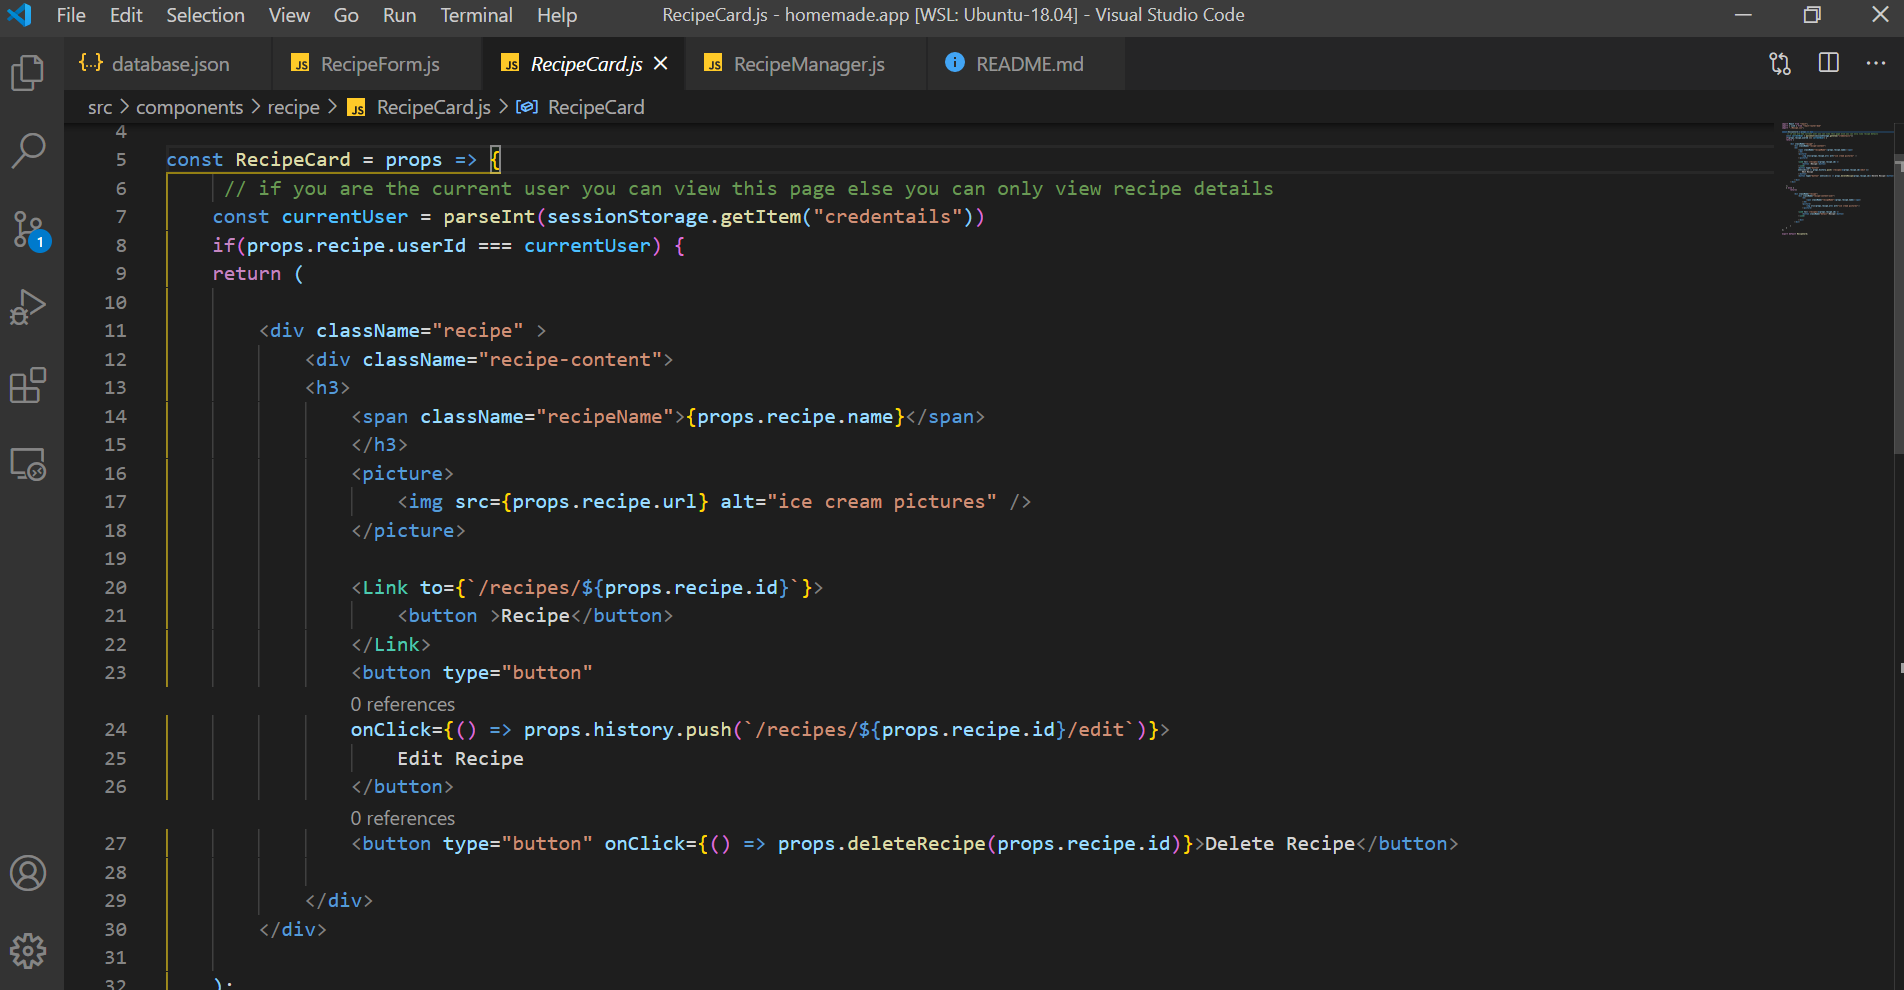 File Edit Selection View Go Run Terminal Help RecipeCard.js - homemade.app [WSL: Ubuntu-18.04] - Visual Studio Code
{..} database.json JS RecipeForm.js JS RecipeCard.js JS RecipeManager.js README.md
src > components > recipe > JS RecipeCard.js > RecipeCard
4
5 const RecipeCard = props => {
6 // if you are the current user you can view this page else you can only view recipe details
7 const currentUser = parseInt(sessionStorage.getItem("credentails"))
8 if(props.recipe.userId === currentUser) {
9 return (
10
11 <div className="recipe" >
12 <div className="recipe-content">
13 <h3>
14 <span className="recipeName">{props.recipe.name}</span>
15 </h3>
16 <picture>
17 <img src={props.recipe.url} alt="ice cream pictures" />
18 </picture>
19
20 <Link to={`/recipes/${props.recipe.id}`}>
21 <button >Recipe</button>
22 </Link>
23 <button type="button"
0 references
24 onClick={() => props.history.push(`/recipes/${props.recipe.id}/edit`)}>
25 Edit Recipe
26 </button>
0 references
27 <button type="button" onClick={() => props.deleteRecipe(props.recipe.id)}>Delete Recipe</button>
28
29 </div>
30 </div>
31
32 );
1